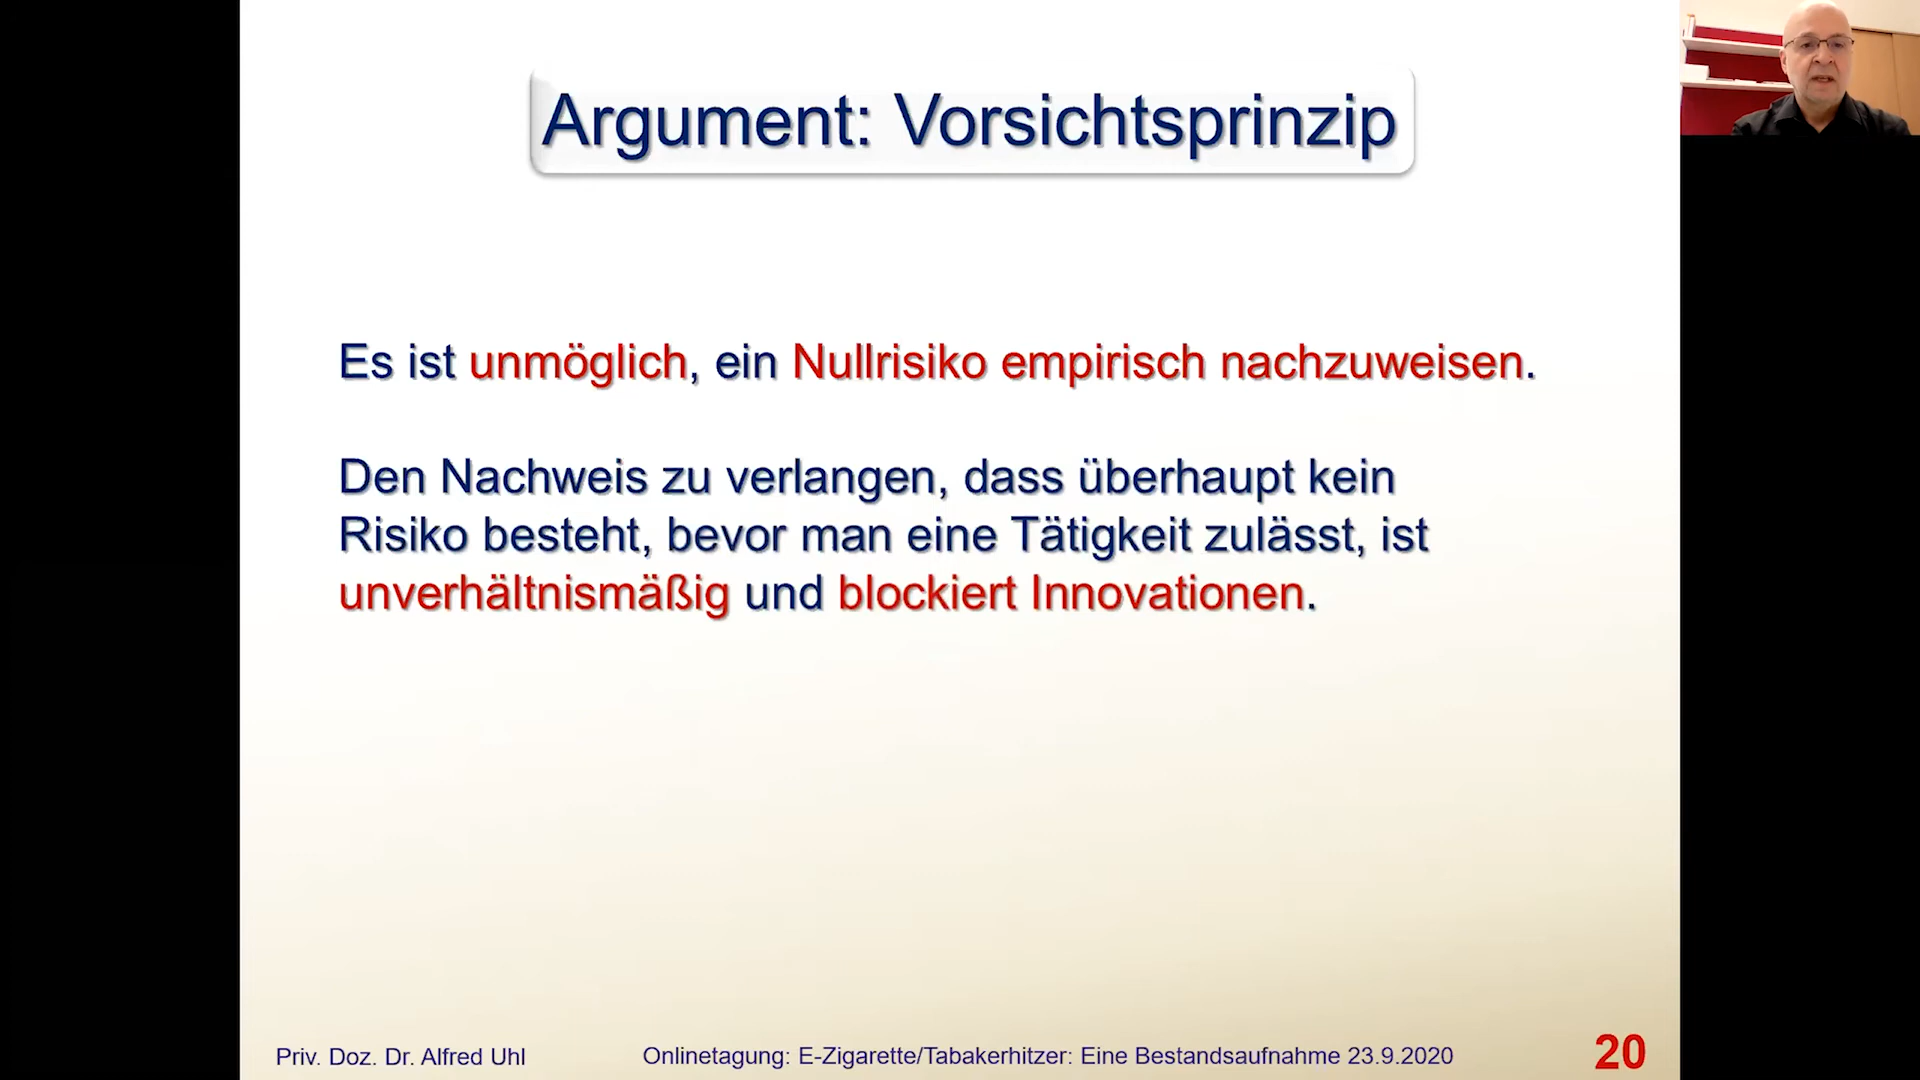 Argument: Vorsichtsprinzip
Es ist unmöglich, ein Nullrisiko empirisch nachzuweisen.
Den Nachweis zu verlangen, dass überhaupt kein
Risiko besteht, bevor man eine Tätigkeit zulässt, ist
unverhältnismäßig und blockiert Innovationen.
Priv. Doz. Dr. Alfred Uhl
Onlinetagung: E-Zigarette/Tabakerhitzer: Eine Bestandsaufnahme 23.9.2020
20